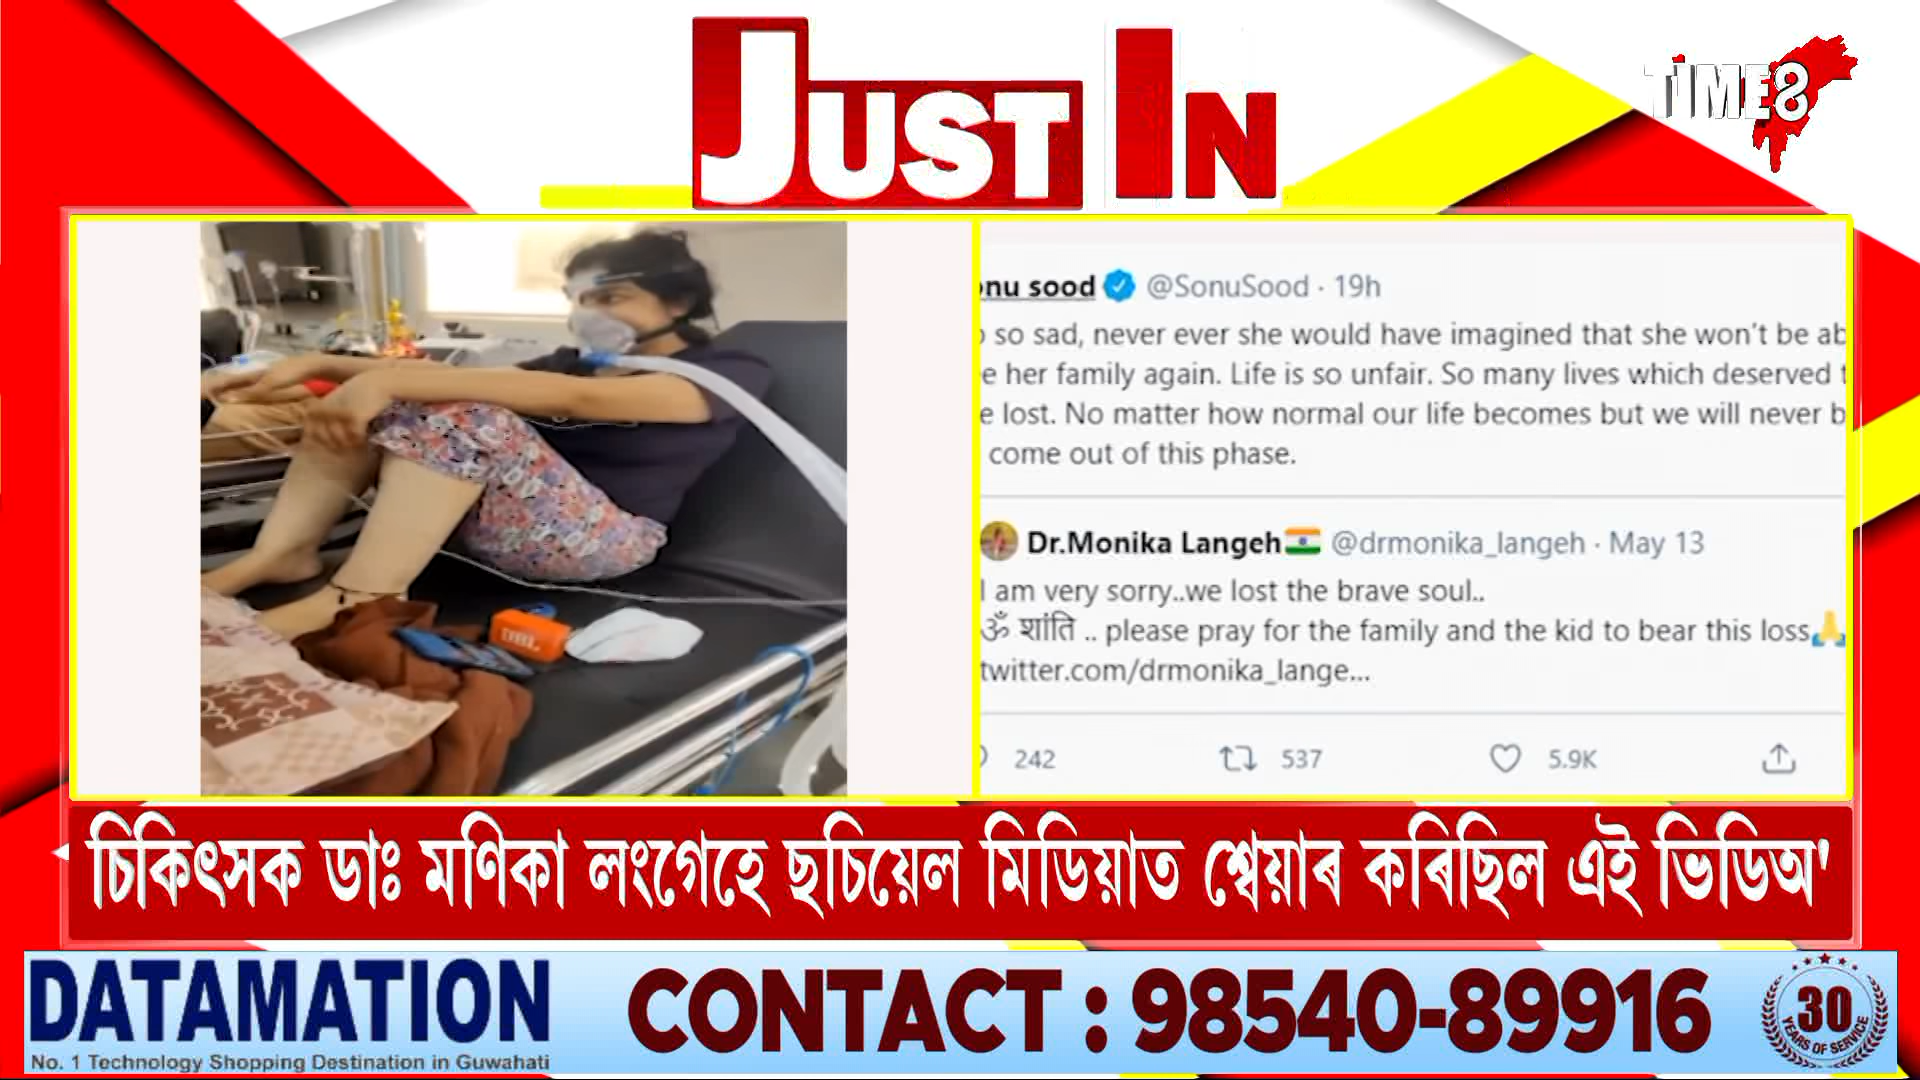 JUST IN
TIME8
onu sood @SonuSood · 19h
so sad, never ever she would have imagined that she won't be ab
e her family again. Life is so unfair. So many lives which deserved t
e lost. No matter how normal our life becomes but we will never b
come out of this phase.
Dr.Monika Langeh @drmonika_langeh · May 13
I am very sorry..we lost the brave soul..
ॐ शांति .. please pray for the family and the kid to bear this loss
twitter.com/drmonika_lange...
242 537 5.9K
চিকিৎসক ডাঃ মণিকা লংগেহে ছচিয়েল মিডিয়াত শ্বেয়াৰ কৰিছিল এই ভিডিঅ'
DATAMATION
No. 1 Technology Shopping Destination in Guwahati
CONTACT : 98540-89916
30
YEARS OF SERVICE